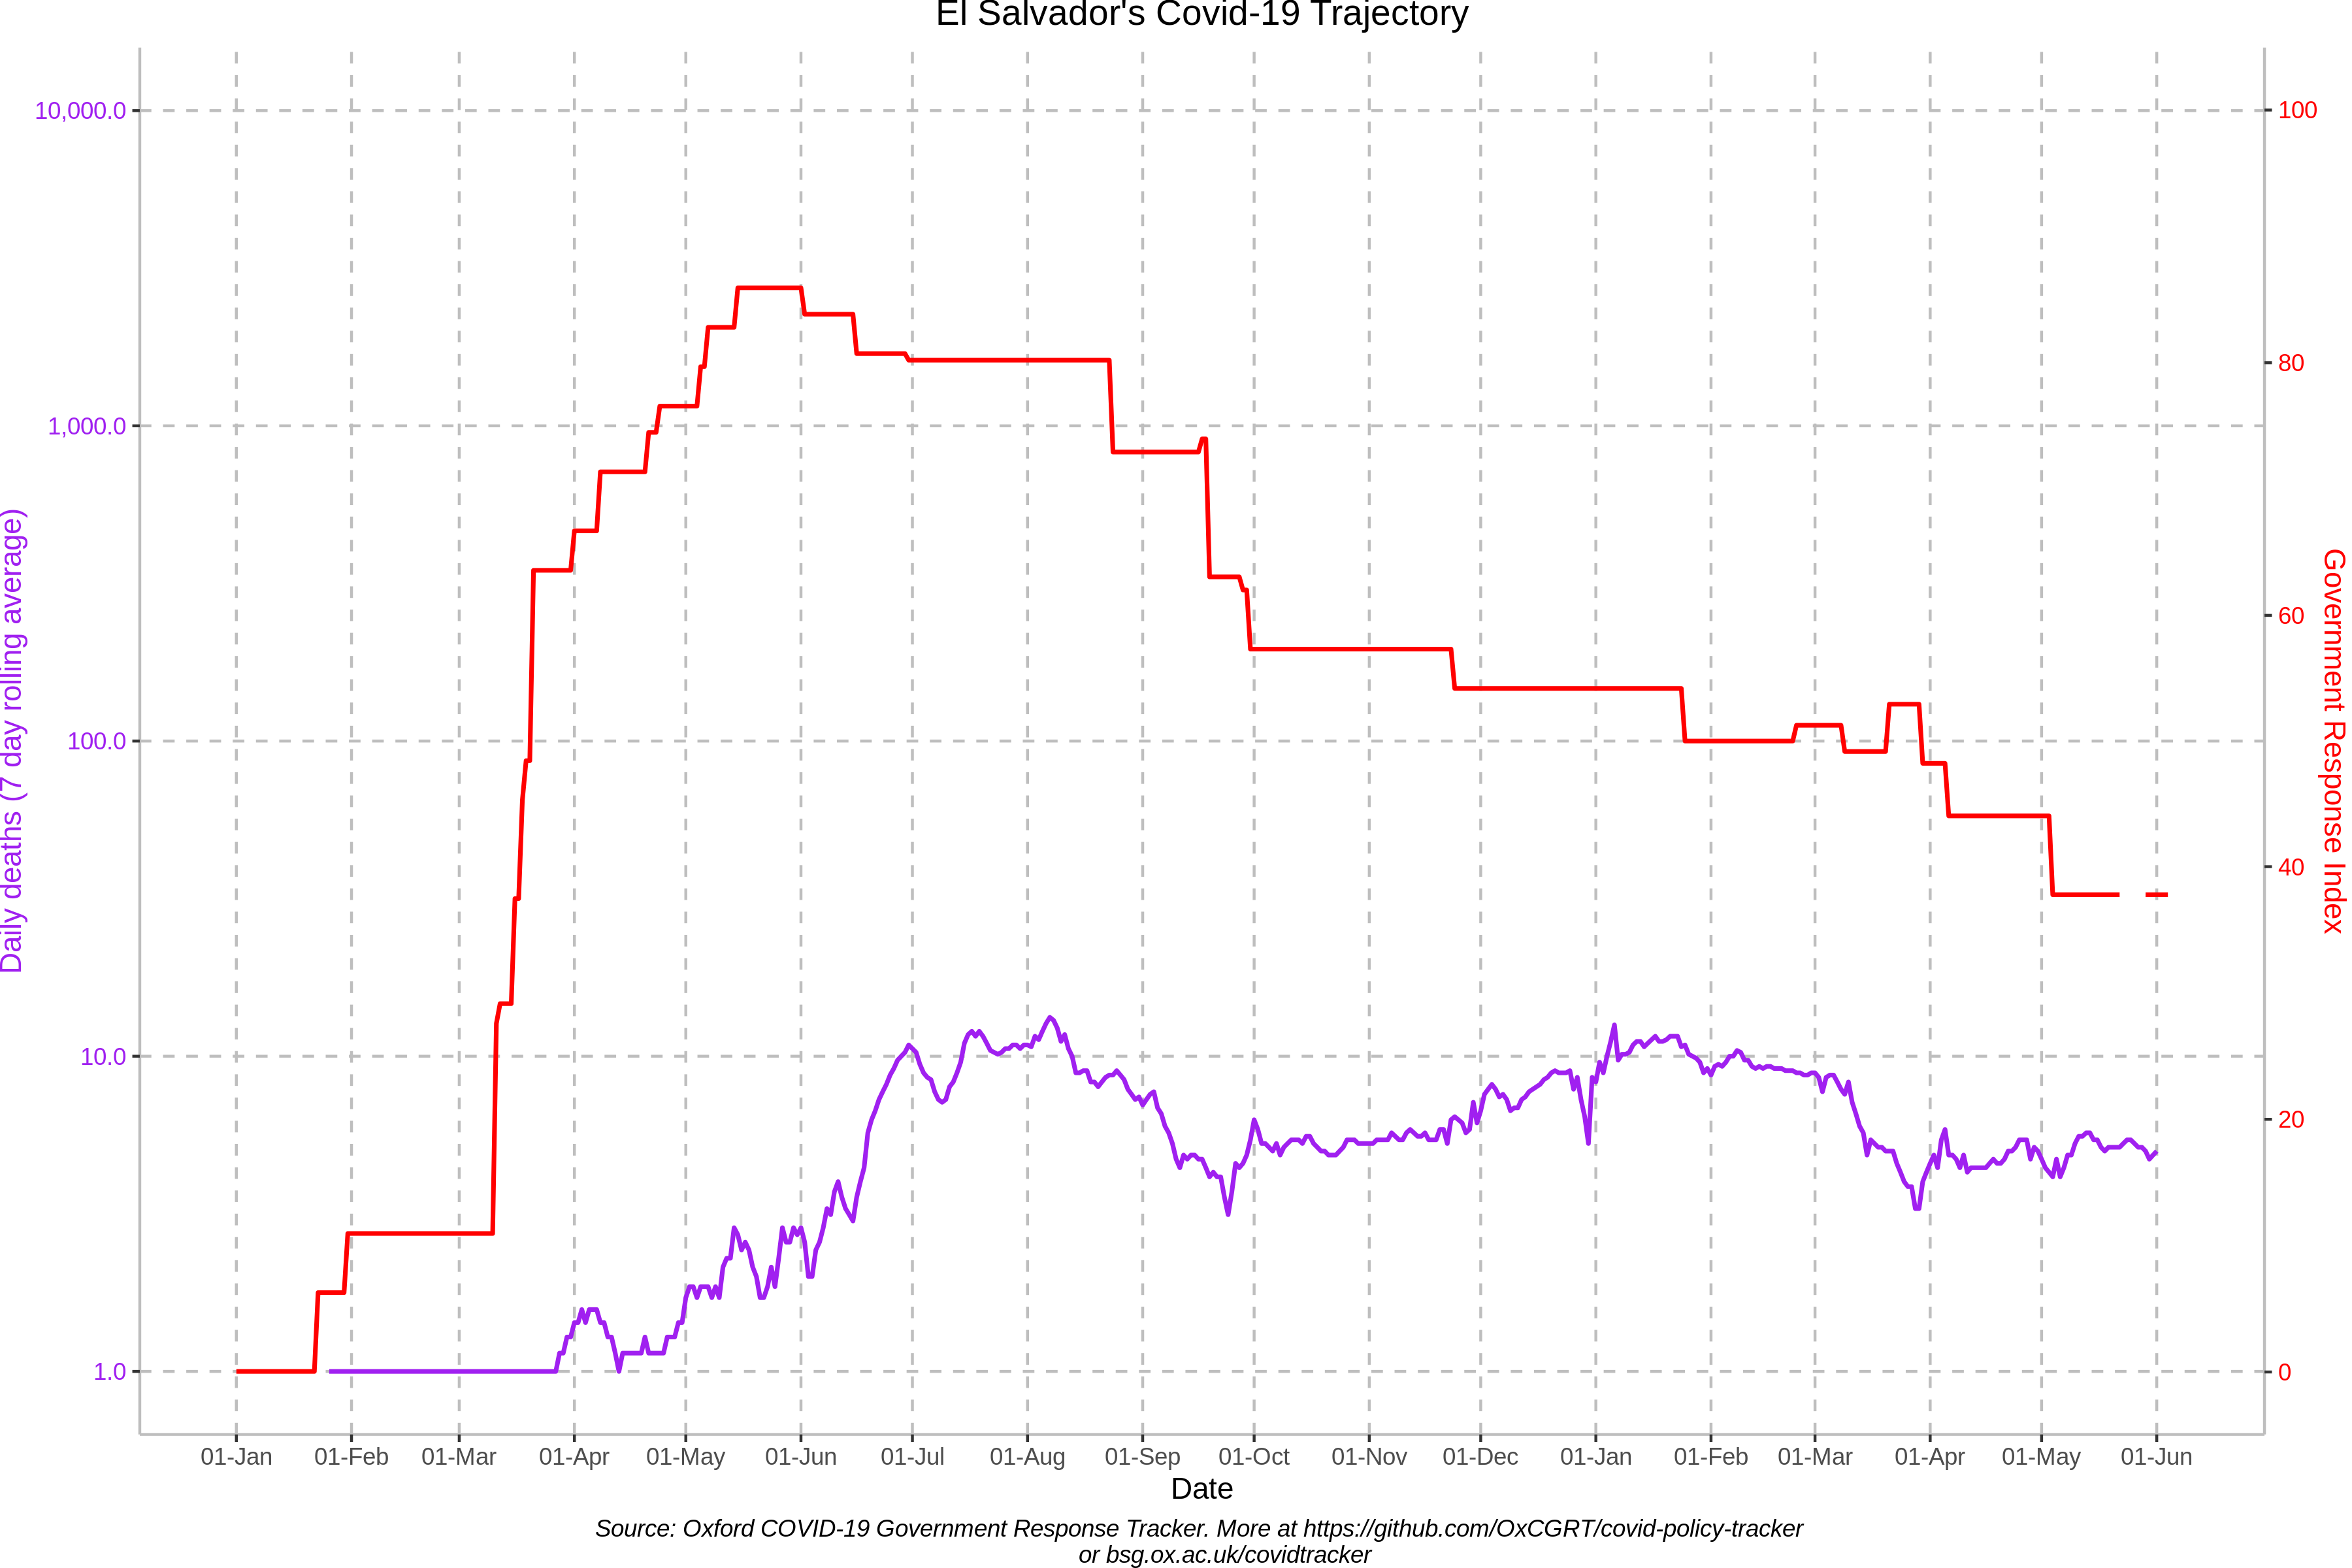 El Salvador's Covid-19 Trajectory
10,000.0
1,000.0
100.0
10.0
1.0
Daily deaths (7 day rolling average)
100
80
60
40
20
0
Government Response Index
01-Jan 01-Feb 01-Mar 01-Apr 01-May 01-Jun 01-Jul 01-Aug 01-Sep 01-Oct 01-Nov 01-Dec 01-Jan 01-Feb 01-Mar 01-Apr 01-May 01-Jun
Date
Source: Oxford COVID-19 Government Response Tracker. More at https://github.com/OxCGRT/covid-policy-tracker
or bsg.ox.ac.uk/covidtracker